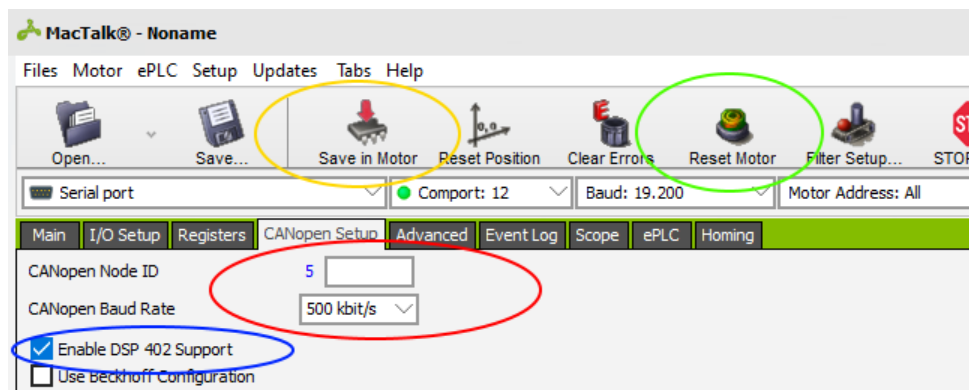 MacTalk® - Noname
Files Motor ePLC Setup Updates Tabs Help
Open... Save... Save in Motor Reset Position Clear Errors Reset Motor Filter Setup...
Serial port Comport: 12 Baud: 19.200 Motor Address: All
Main I/O Setup Registers CANopen Setup Advanced Event Log Scope ePLC Homing
CANopen Node ID 5
CANopen Baud Rate 500 kbit/s
Enable DSP 402 Support
Use Beckhoff Configuration